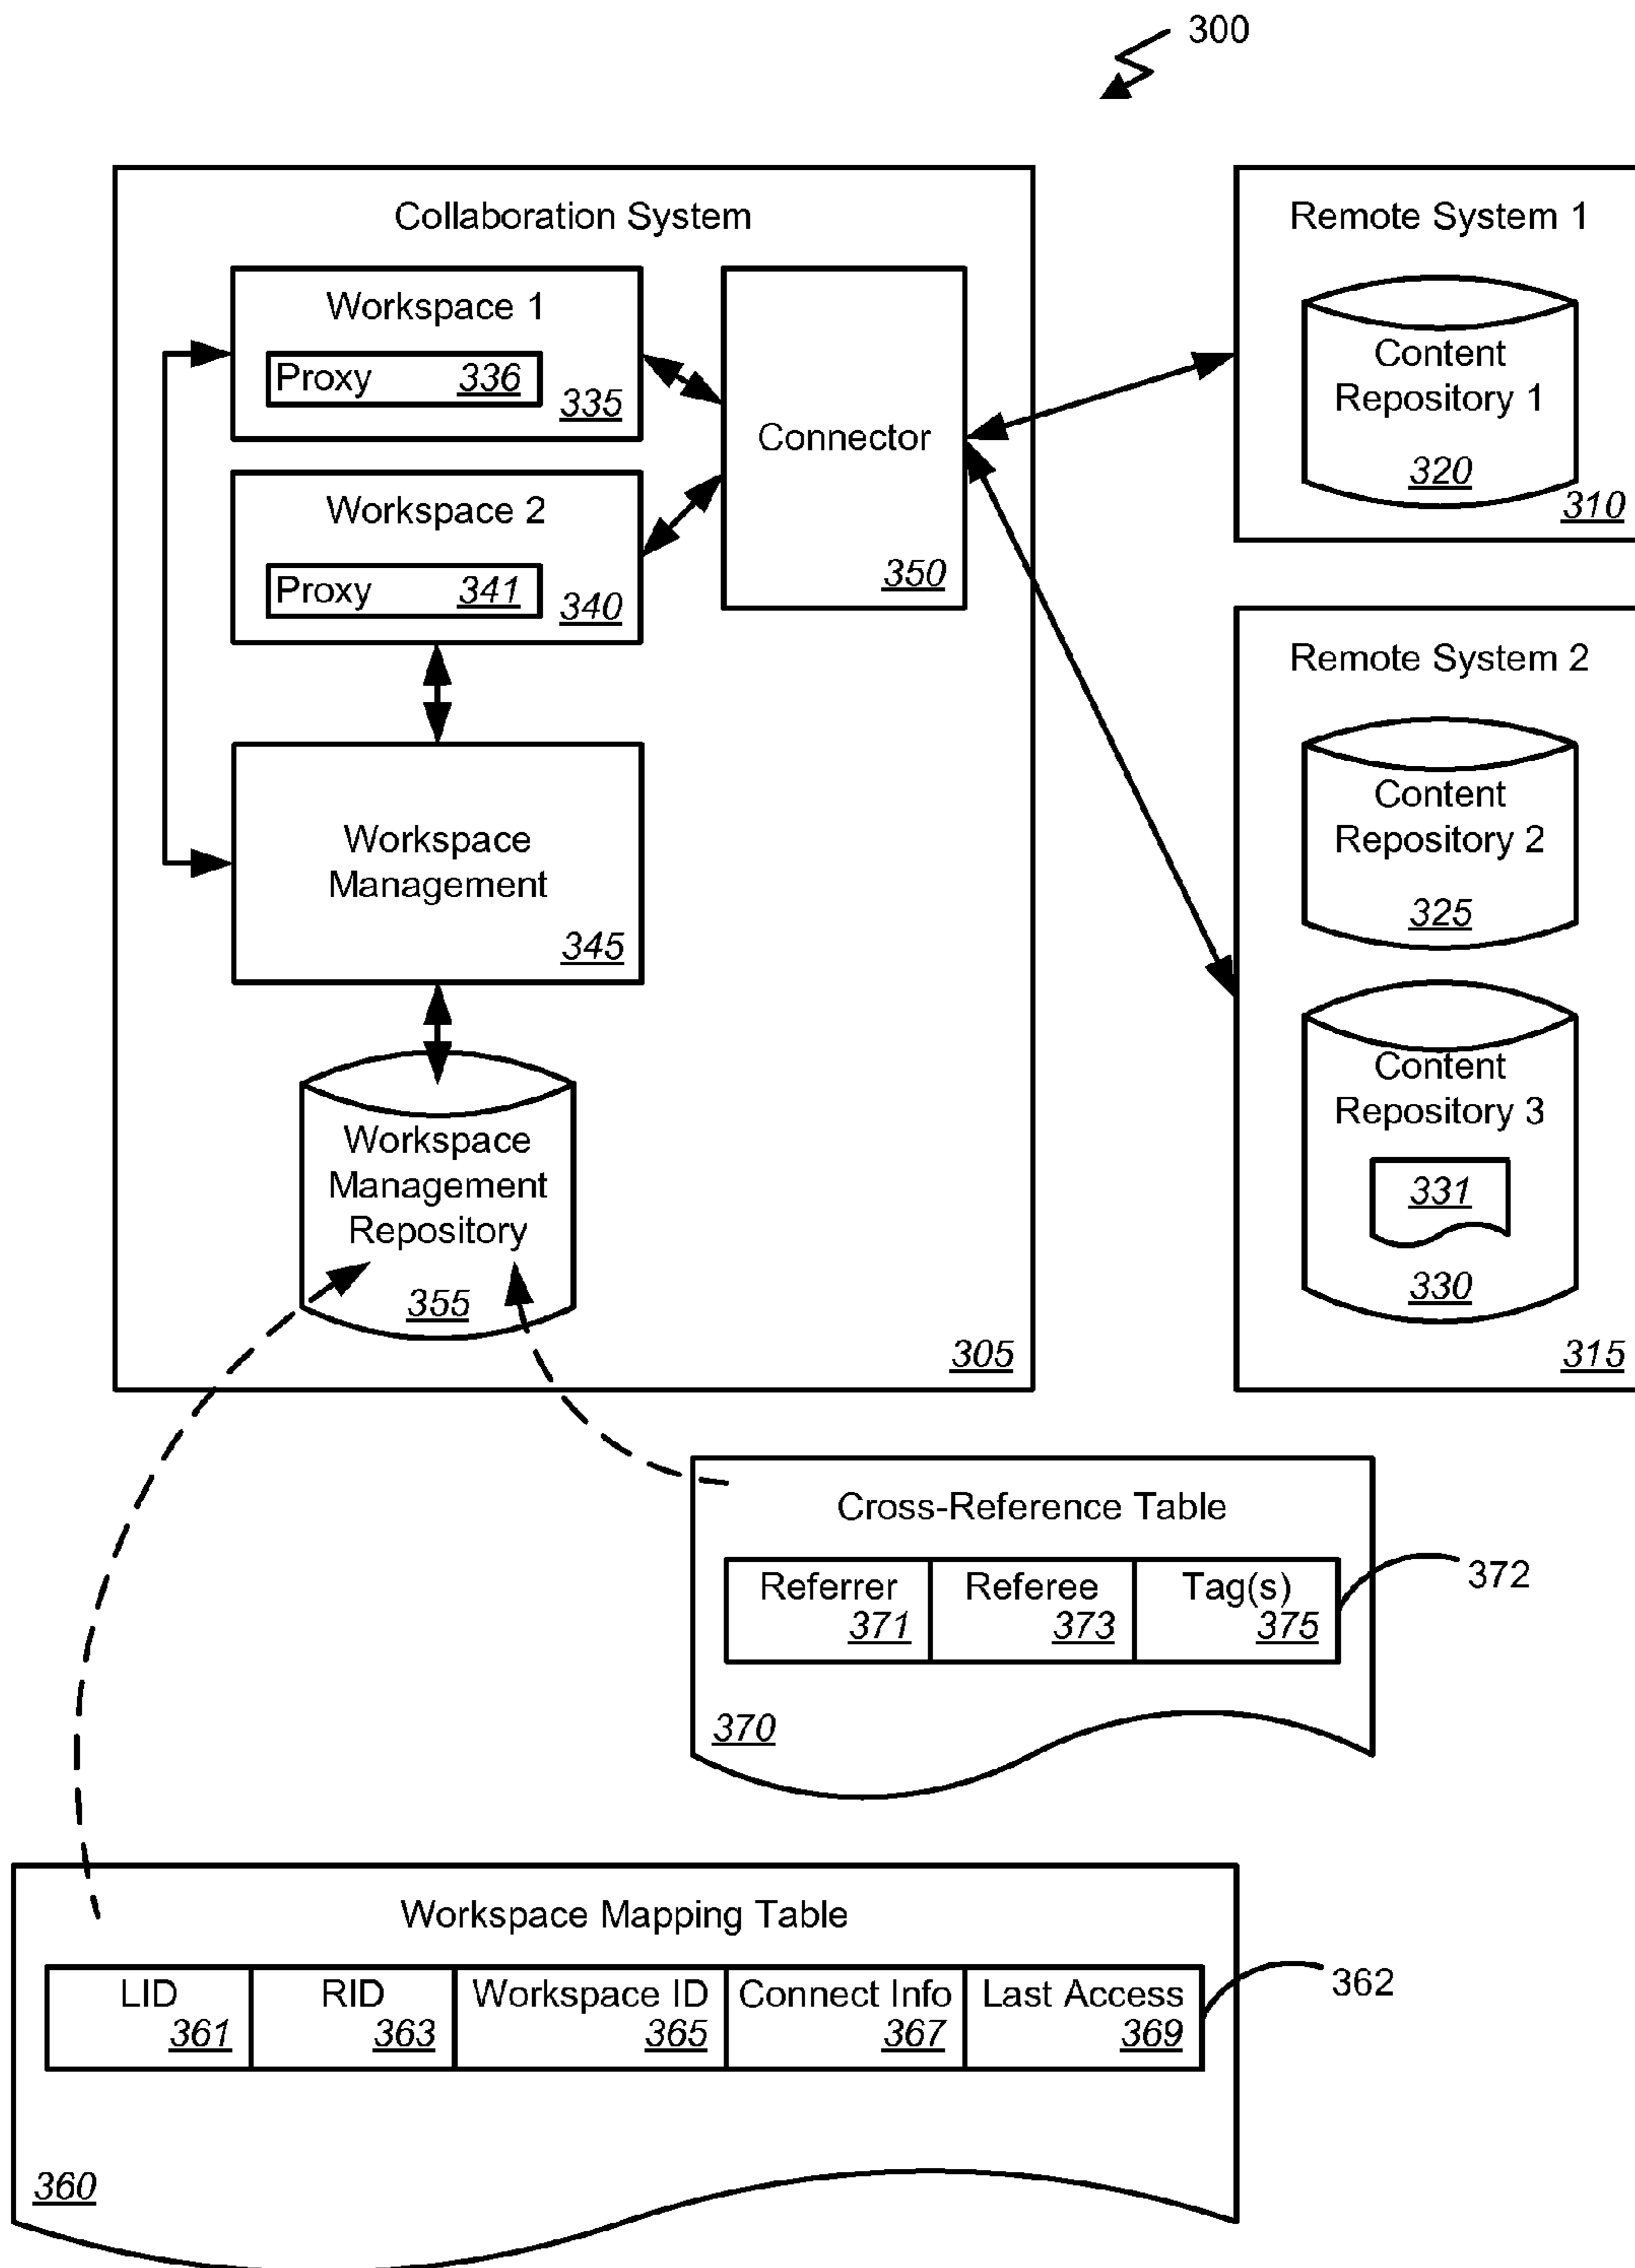 300
Collaboration System
Workspace 1
Proxy 336
335
Workspace 2
Proxy 341
340
Connector
350
Workspace
Management
345
Workspace
Management
Repository
355
305
Remote System 1
Content
Repository 1
320
310
Remote System 2
Content
Repository 2
325
Content
Repository 3
331
330
315
Cross-Reference Table
Referrer Referee Tag(s)
371 373 375
372
370
Workspace Mapping Table
LID RID Workspace ID Connect Info Last Access
361 363 365 367 369
362
360